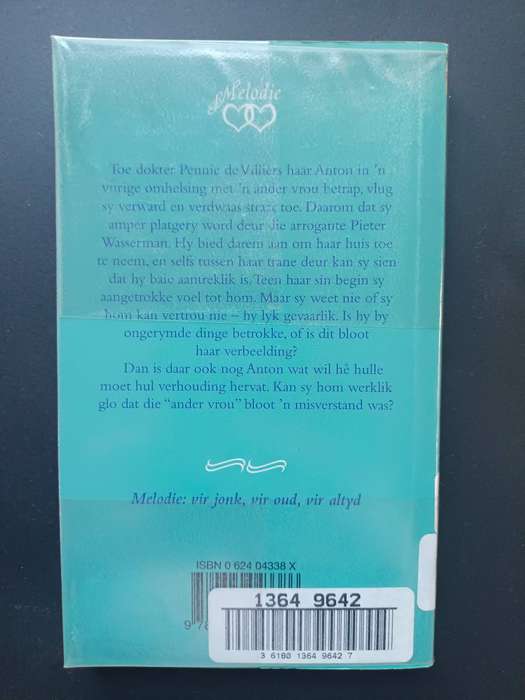 Melodie
Toe dokter Pennie de Villiers haar Anton in 'n
vurige omhelsing met 'n ander vrou betrap, vlug
sy verward en verdwaas straat toe. Daarom dat sy
amper platgery word deur die arrogante Pieter
Wasserman. Hy bied darem aan om haar huis toe
te neem, en selfs tussen haar trane deur kan sy sien
dat hy baie aantreklik is. Teen haar sin begin sy
aangetrokke voel tot hom. Maar sy weet nie of sy
hom kan vertrou nie – hy lyk gevaarlik. Is hy by
ongerymde dinge betrokke, of is dit bloot
haar verbeelding?
Dan is daar ook nog Anton wat wil hê hulle
moet hul verhouding hervat. Kan sy hom werklik
glo dat die “ander vrou” bloot 'n misverstand was?
Melodie: vir jonk, vir oud, vir altyd
ISBN 0 624 04338 X
9 7
1364 9642
3 6160 1364 9642 7